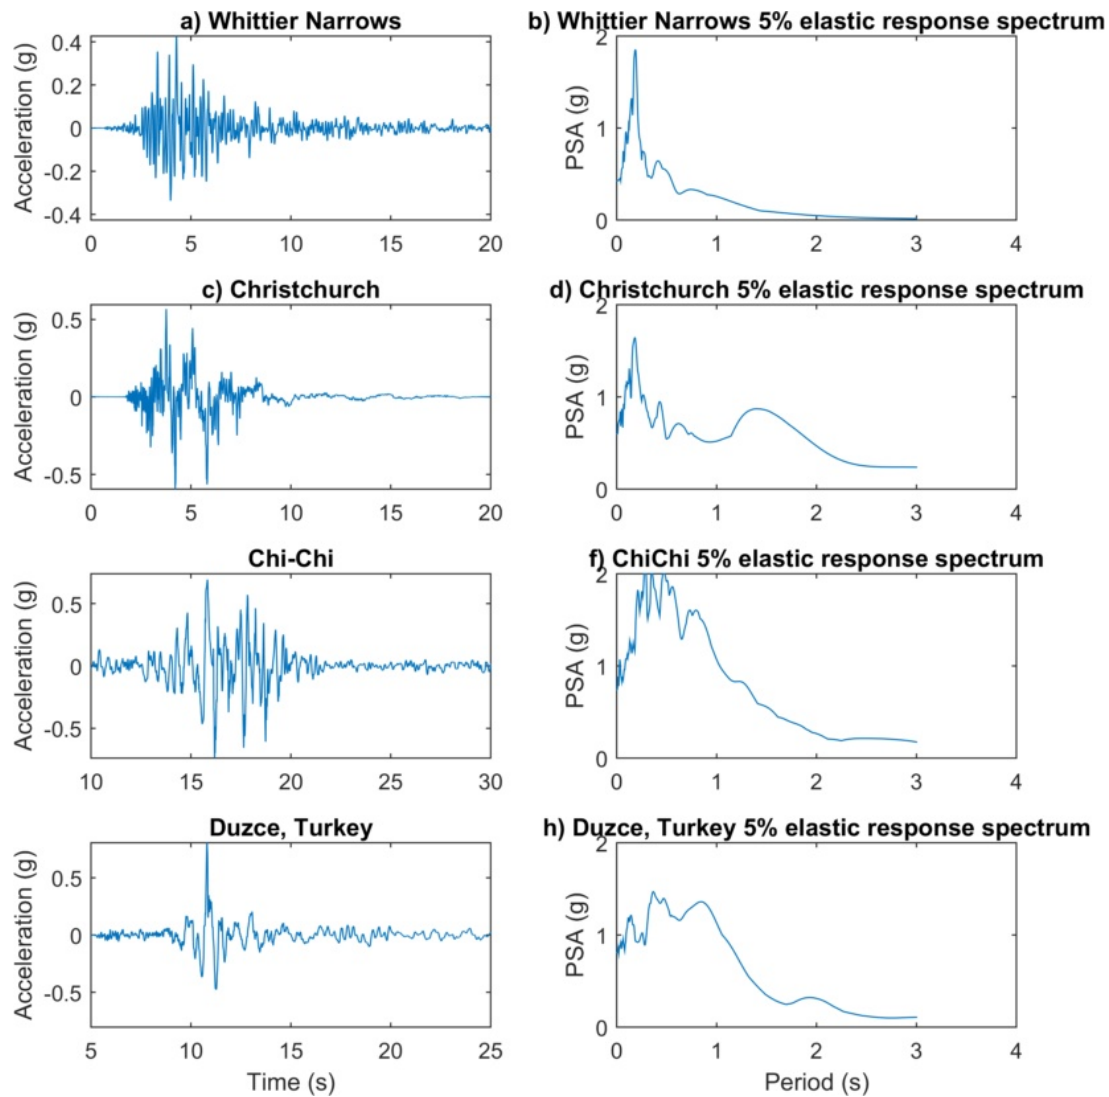 a) Whittier Narrows
b) Whittier Narrows 5% elastic response spectrum
Acceleration (g)
0.4
0.2
0
-0.2
-0.4
0 5 10 15 20
PSA (g)
2
1
0
0 1 2 3 4
c) Christchurch
d) Christchurch 5% elastic response spectrum
Acceleration (g)
0.5
0
-0.5
0 5 10 15 20
PSA (g)
2
1
0
0 1 2 3 4
Chi-Chi
f) ChiChi 5% elastic response spectrum
Acceleration (g)
0.5
0
-0.5
10 15 20 25 30
PSA (g)
2
1
0
0 1 2 3 4
Duzce, Turkey
h) Duzce, Turkey 5% elastic response spectrum
Acceleration (g)
0.5
0
-0.5
5 10 15 20 25
Time (s)
PSA (g)
2
1
0
0 1 2 3 4
Period (s)